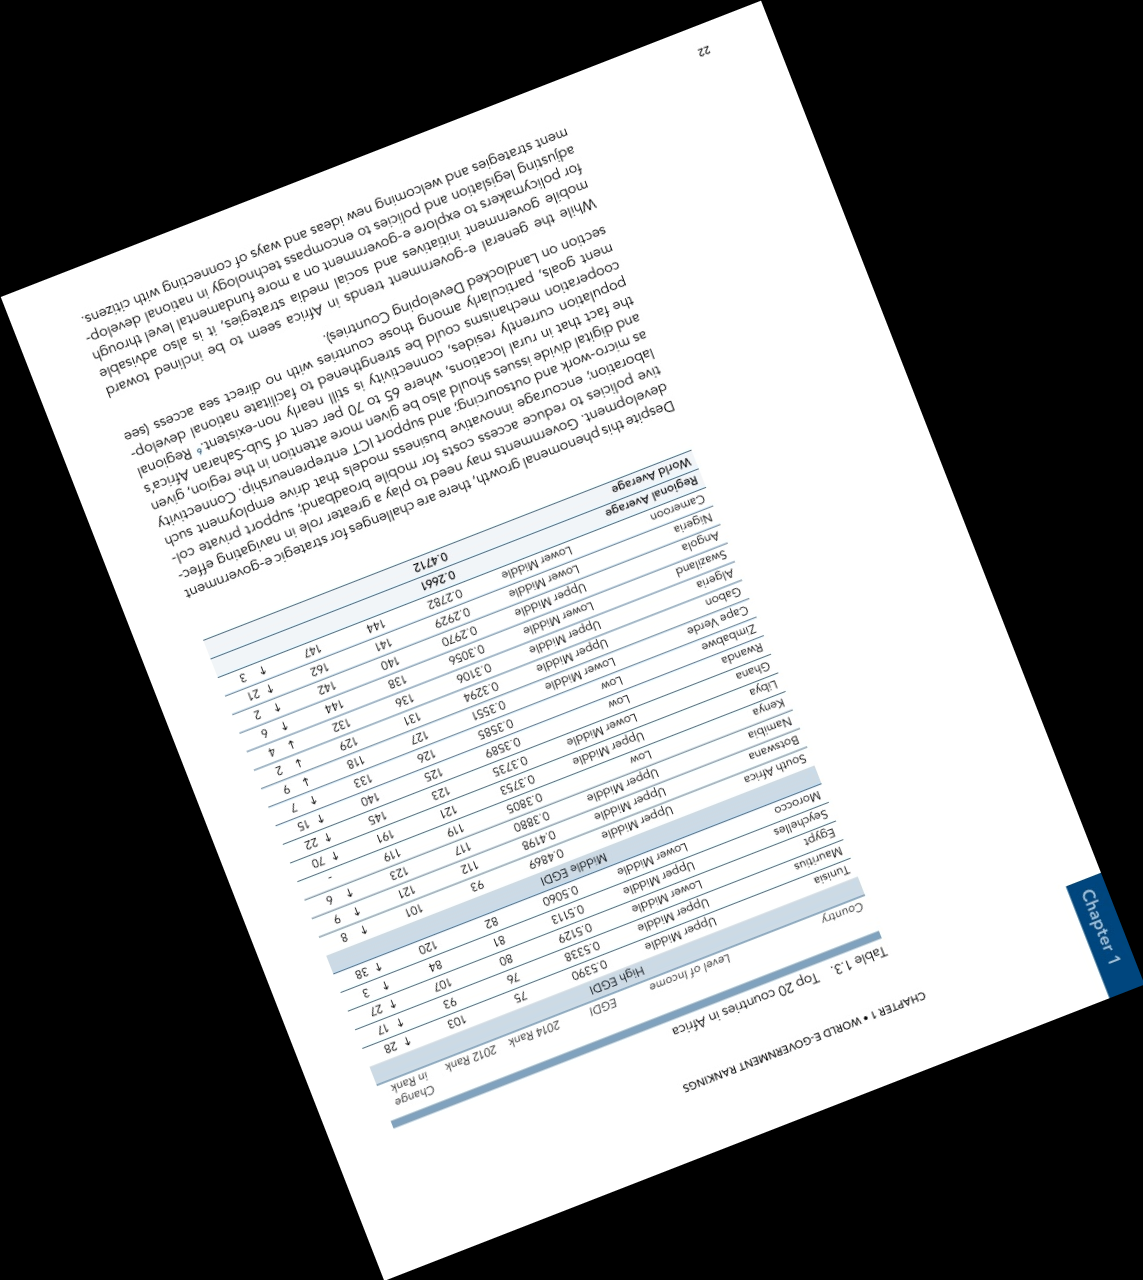 Chapter 1
CHAPTER 1 • WORLD E-GOVERNMENT RANKINGS
Table 1.3. Top 20 countries in Africa
Country Level of Income EGDI 2014 Rank 2012 Rank Change in Rank
High EGDI
Tunisia Upper Middle 0.5390 75 103 ↑ 28
Mauritius Upper Middle 0.5338 76 93 ↑ 17
Egypt Lower Middle 0.5129 80 107 ↑ 27
Seychelles Upper Middle 0.5113 81 84 ↑ 3
Morocco Lower Middle 0.5060 82 120 ↑ 38
Middle EGDI
South Africa Upper Middle 0.4869 93 101 ↑ 8
Botswana Upper Middle 0.4198 112 121 ↑ 9
Namibia Upper Middle 0.3880 117 123 ↑ 6
Kenya Low 0.3805 119 119 -
Libya Upper Middle 0.3753 121 191 ↑ 70
Ghana Lower Middle 0.3735 123 145 ↑ 22
Rwanda Low 0.3589 125 140 ↑ 15
Zimbabwe Low 0.3585 126 133 ↑ 7
Cape Verde Lower Middle 0.3551 127 118 ↓ 9
Gabon Upper Middle 0.3294 131 129 ↓ 2
Algeria Upper Middle 0.3106 136 132 ↓ 4
Swaziland Lower Middle 0.3056 138 144 ↑ 6
Angola Upper Middle 0.2970 140 142 ↑ 2
Nigeria Lower Middle 0.2929 141 162 ↑ 21
Cameroon Lower Middle 0.2782 144 147 ↑ 3
Regional Average 0.2661
World Average 0.4712
Despite this phenomenal growth, there are challenges for strategic e-government
development. Governments may need to play a greater role in navigating effec-
tive policies to reduce access costs for mobile broadband; support private col-
laboration; encourage innovative business models that drive employment such
as micro-work and outsourcing; and support ICT entrepreneurship. Connectivity
and digital divide issues should also be given more attention in the region, given
the fact that in rural locations, where 65 to 70 per cent of Sub-Saharan Africa's
population currently resides, connectivity is still nearly non-existent.6 Regional
cooperation mechanisms could be strengthened to facilitate national develop-
ment goals, particularly among those countries with no direct sea access (see
section on Landlocked Developing Countries).
While the general e-government trends in Africa seem to be inclined toward
mobile government initiatives and social media strategies, it is also advisable
for policymakers to explore e-government on a more fundamental level through
adjusting legislation and policies to encompass technology in national develop-
ment strategies and welcoming new ideas and ways of connecting with citizens.
22